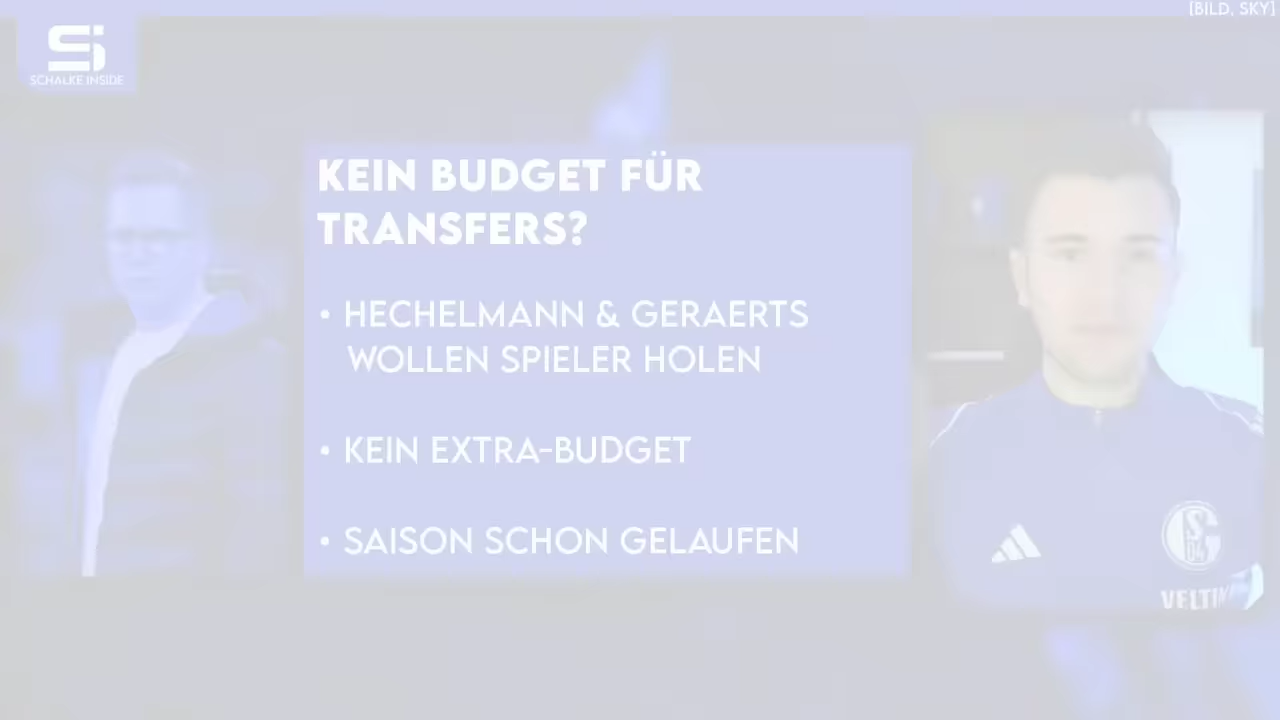 [BILD, SKY]
SCHALKE INSIDE
KEIN BUDGET FÜR
TRANSFERS?
• HECHELMANN & GERAERTS
WOLLEN SPIELER HOLEN
• KEIN EXTRA-BUDGET
• SAISON SCHON GELAUFEN
S04